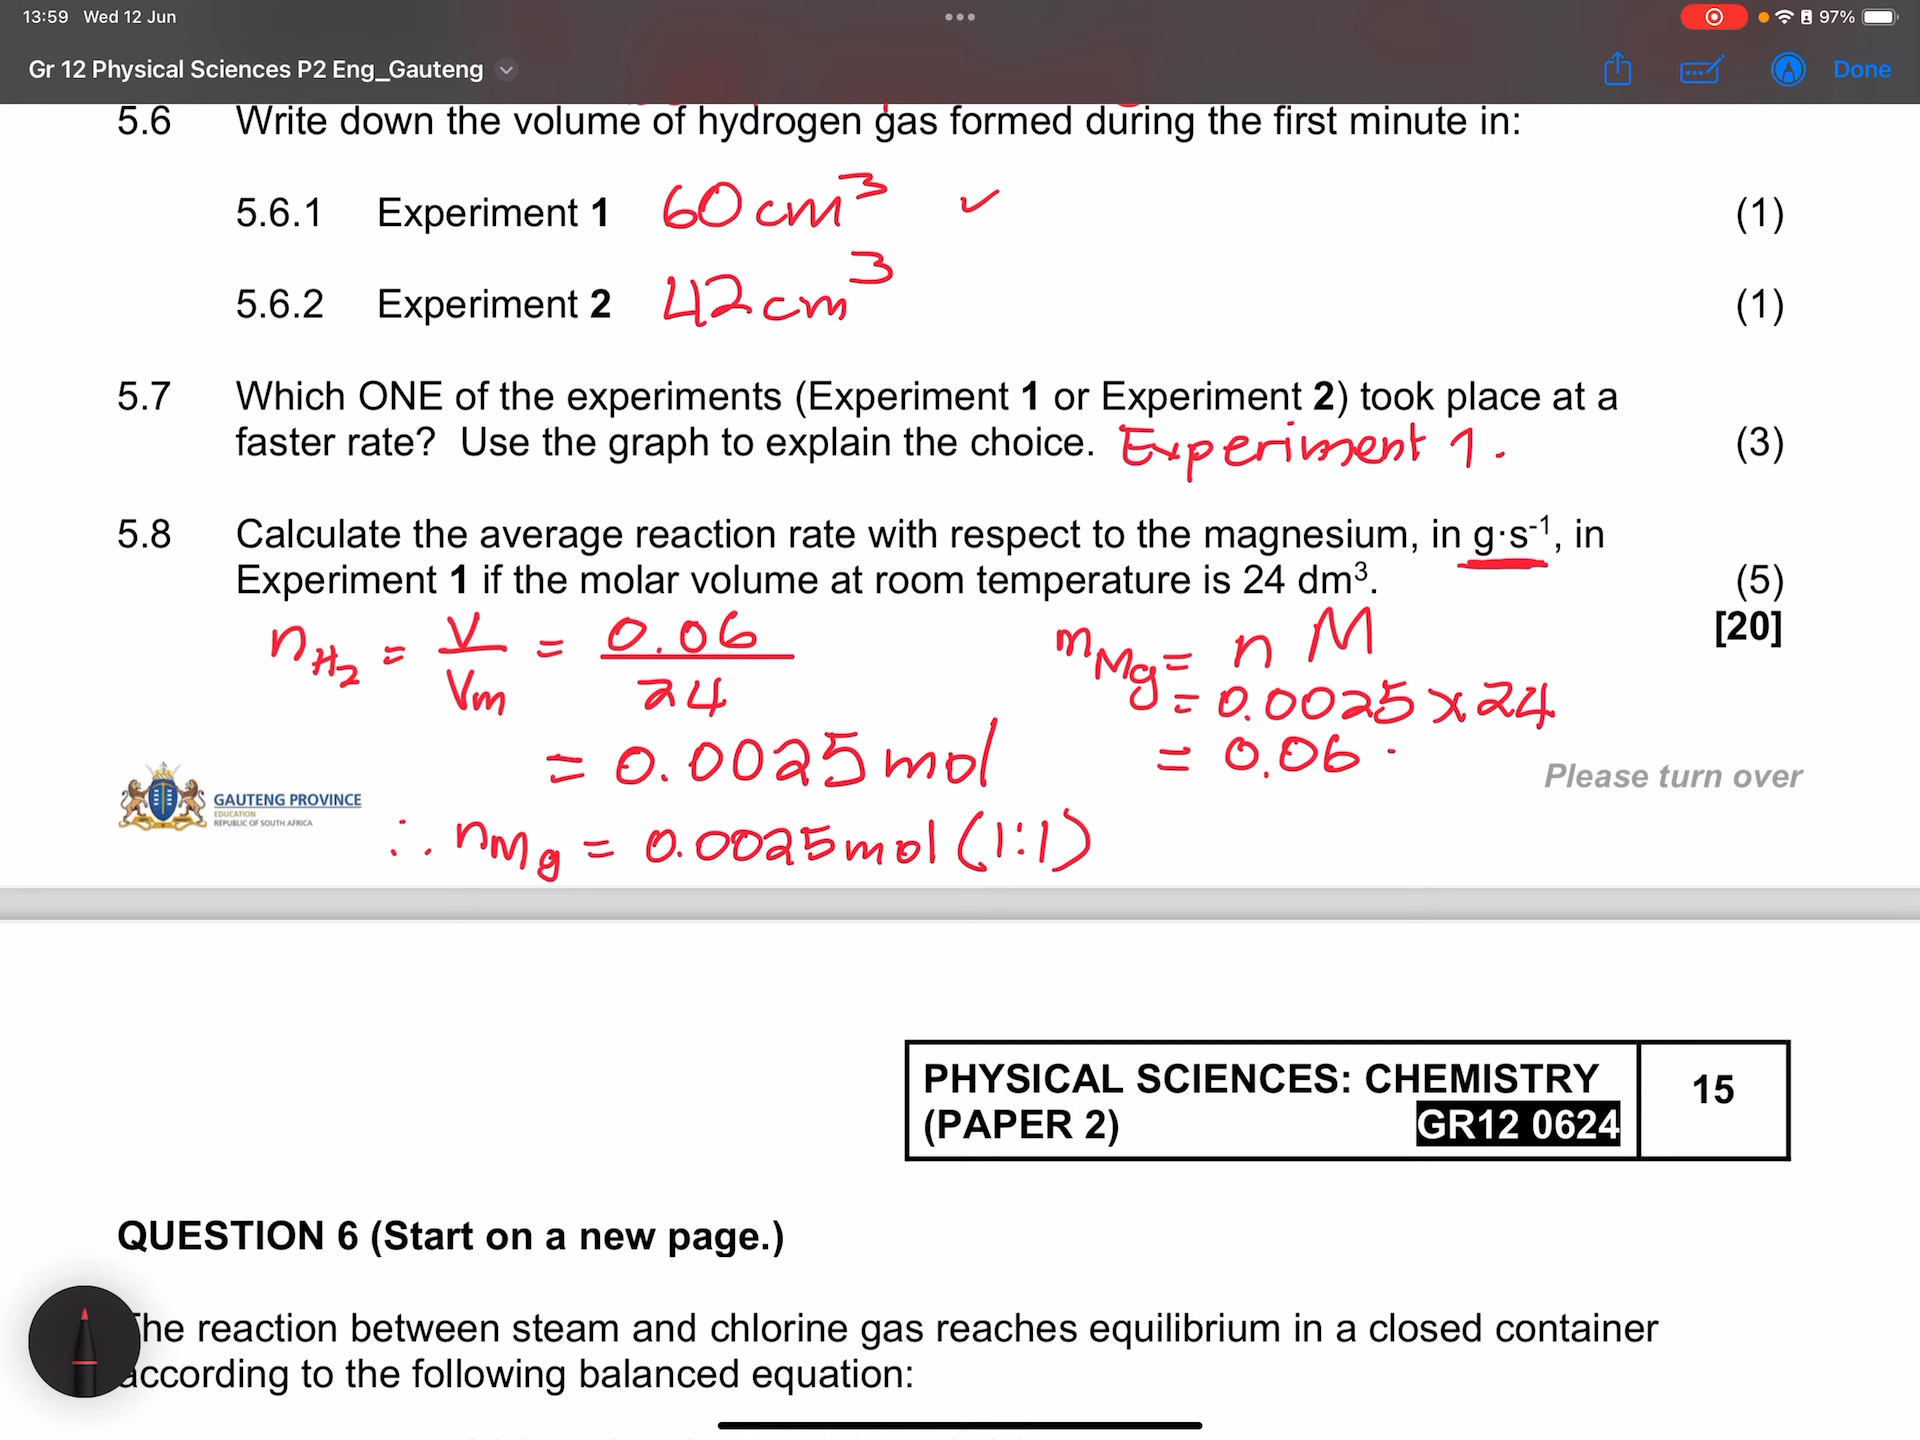 13:59 Wed 12 Jun
97%
Gr 12 Physical Sciences P2 Eng_Gauteng
Done
5.6 Write down the volume of hydrogen gas formed during the first minute in:
5.6.1 Experiment 1 60 cm³ ✓ (1)
5.6.2 Experiment 2 42 cm³ (1)
5.7 Which ONE of the experiments (Experiment 1 or Experiment 2) took place at a
faster rate? Use the graph to explain the choice. Experiment 1. (3)
5.8 Calculate the average reaction rate with respect to the magnesium, in g·s⁻¹, in
Experiment 1 if the molar volume at room temperature is 24 dm³. (5)
[20]
n H₂ = V / Vm = 0.06 / 24
= 0.0025 mol
∴ nMg = 0.0025 mol (1:1)
mMg = n M
= 0.0025 x 24
= 0.06 .
Please turn over
GAUTENG PROVINCE
EDUCATION
REPUBLIC OF SOUTH AFRICA
PHYSICAL SCIENCES: CHEMISTRY
(PAPER 2) GR12 0624
15
QUESTION 6 (Start on a new page.)
The reaction between steam and chlorine gas reaches equilibrium in a closed container
according to the following balanced equation: